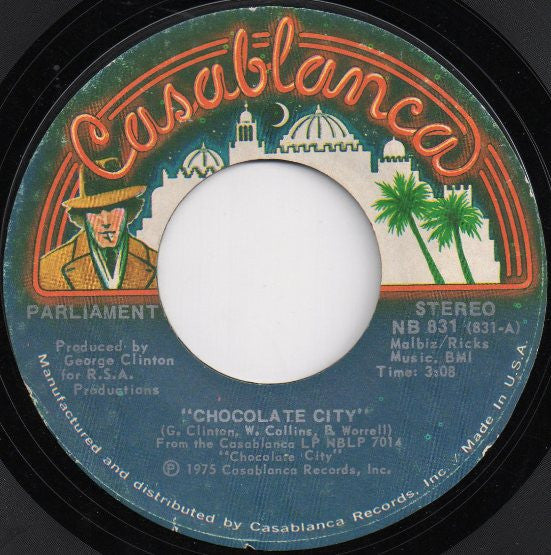 Casablanca
PARLIAMENT
Produced by
George Clinton
for R.S.A.
Productions
STEREO
NB 831 (831-A)
Malbiz/Ricks
Music, BMI
Time: 3:08
"CHOCOLATE CITY"
(G. Clinton, W. Collins, B. Worrell)
From the Casablanca LP NBLP 7014
"Chocolate City"
Ⓟ 1975 Casablanca Records, Inc.
Manufactured and distributed by Casablanca Records, Inc. / Made In U.S.A.